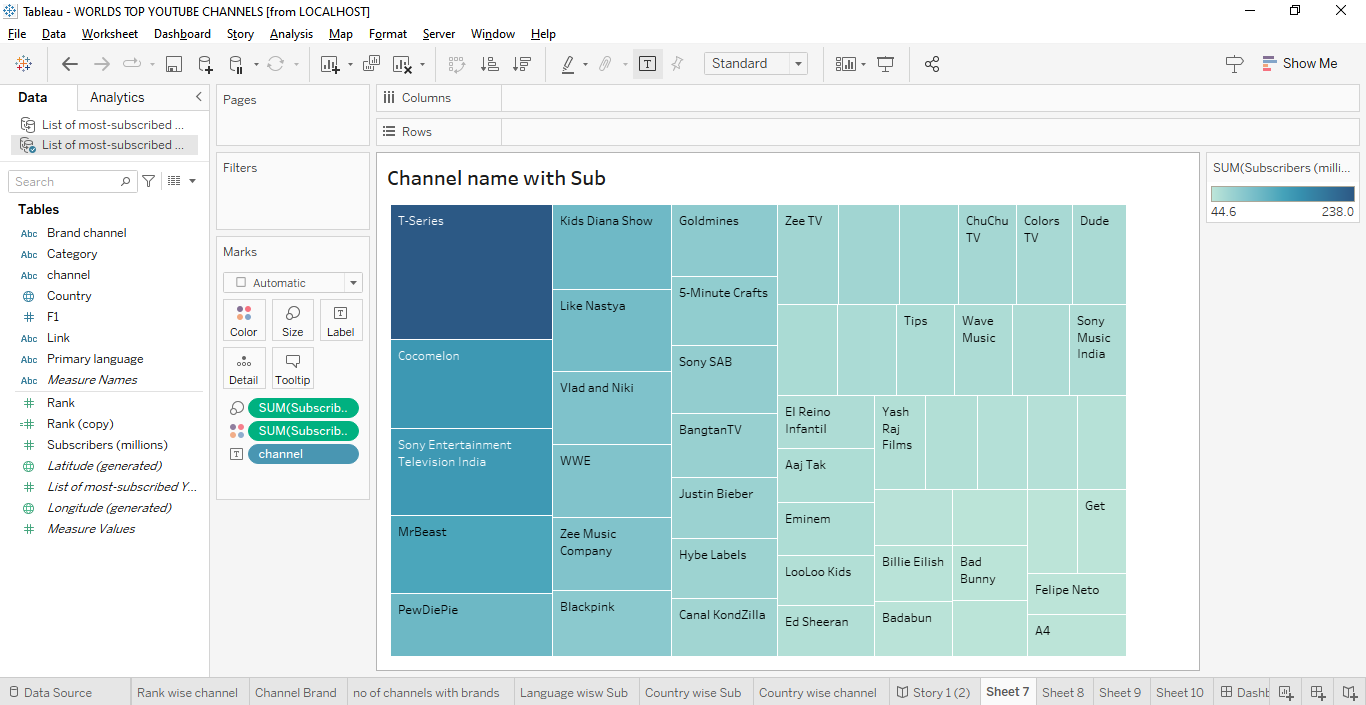 Tableau - WORLDS TOP YOUTUBE CHANNELS [from LOCALHOST]
File Data Worksheet Dashboard Story Analysis Map Format Server Window Help
Standard
Show Me
Data Analytics
List of most-subscribed ...
List of most-subscribed ...
Search
Tables
Abc Brand channel
Abc Category
Abc channel
Country
F1
Abc Link
Abc Primary language
Abc Measure Names
Rank
Rank (copy)
Subscribers (millions)
Latitude (generated)
List of most-subscribed Y...
Longitude (generated)
Measure Values
Pages
Filters
Marks
Automatic
Color Size Label
Detail Tooltip
SUM(Subscrib..
SUM(Subscrib..
channel
Columns
Rows
Channel name with Sub
T-Series
Cocomelon
Sony Entertainment
Television India
MrBeast
PewDiePie
Kids Diana Show
Like Nastya
Vlad and Niki
WWE
Zee Music
Company
Blackpink
Goldmines
5-Minute Crafts
Sony SAB
BangtanTV
Justin Bieber
Hybe Labels
Canal KondZilla
Zee TV
ChuChu
TV
Colors
TV
Dude
Tips
Wave
Music
Sony
Music
India
El Reino
Infantil
Aaj Tak
Eminem
LooLoo Kids
Ed Sheeran
Yash
Raj
Films
Get
Billie Eilish
Bad
Bunny
Badabun
Felipe Neto
A4
SUM(Subscribers (milli...
44.6 238.0
Data Source Rank wise channel Channel Brand no of channels with brands Language wisw Sub Country wise Sub Country wise channel Story 1 (2) Sheet 7 Sheet 8 Sheet 9 Sheet 10 Dashb